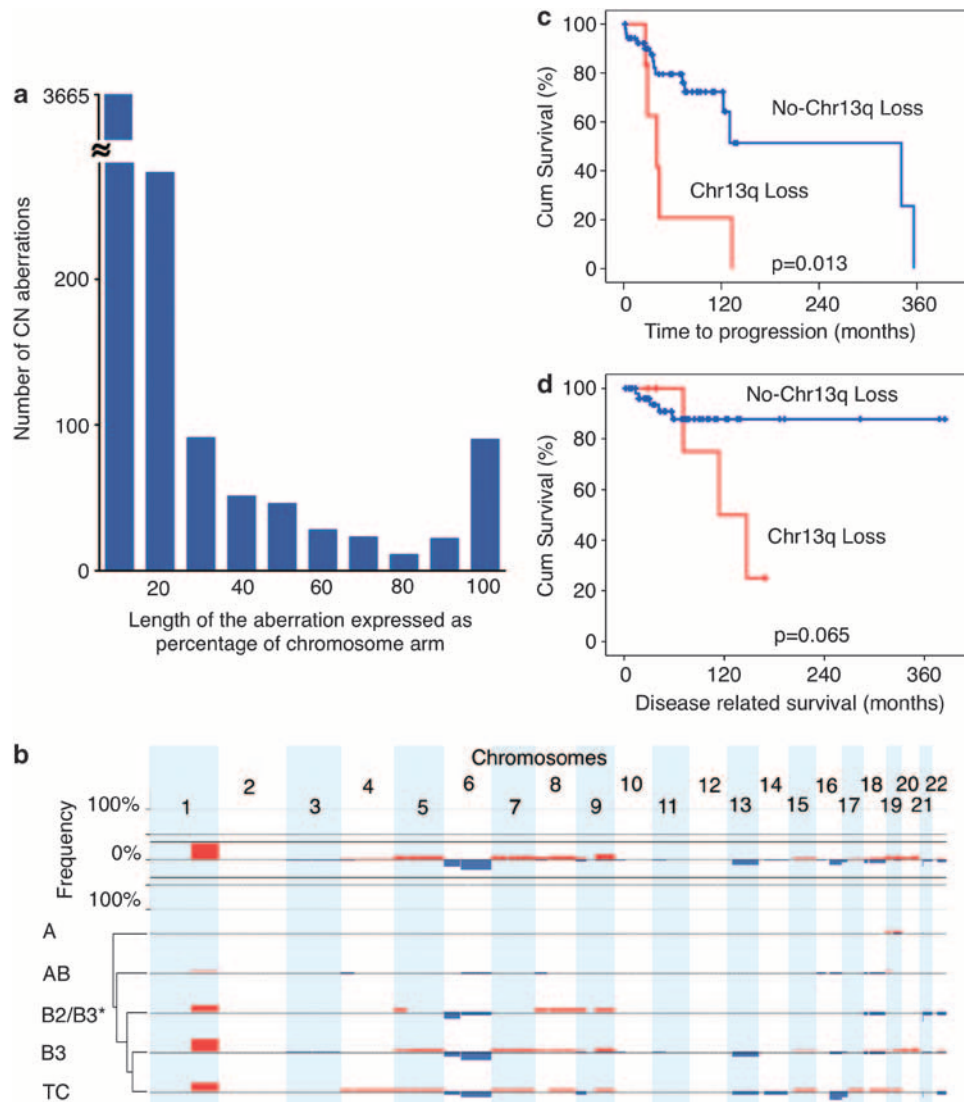 a
3665
≈
200
100
0
20 40 60 80 100
Number of CN aberrations
Length of the aberration expressed as
percentage of chromosome arm
c
100
80
60
40
20
0
Cum Survival (%)
No-Chr13q Loss
Chr13q Loss
p=0.013
0 120 240 360
Time to progression (months)
d
100
80
60
40
20
0
Cum Survival (%)
No-Chr13q Loss
Chr13q Loss
p=0.065
0 120 240 360
Disease related survival (months)
b
Chromosomes
1 2 3 4 5 6 7 8 9 10 11 12 13 14 15 16 17 18 19 20 21 22
Frequency
100%
0%
100%
A
AB
B2/B3*
B3
TC